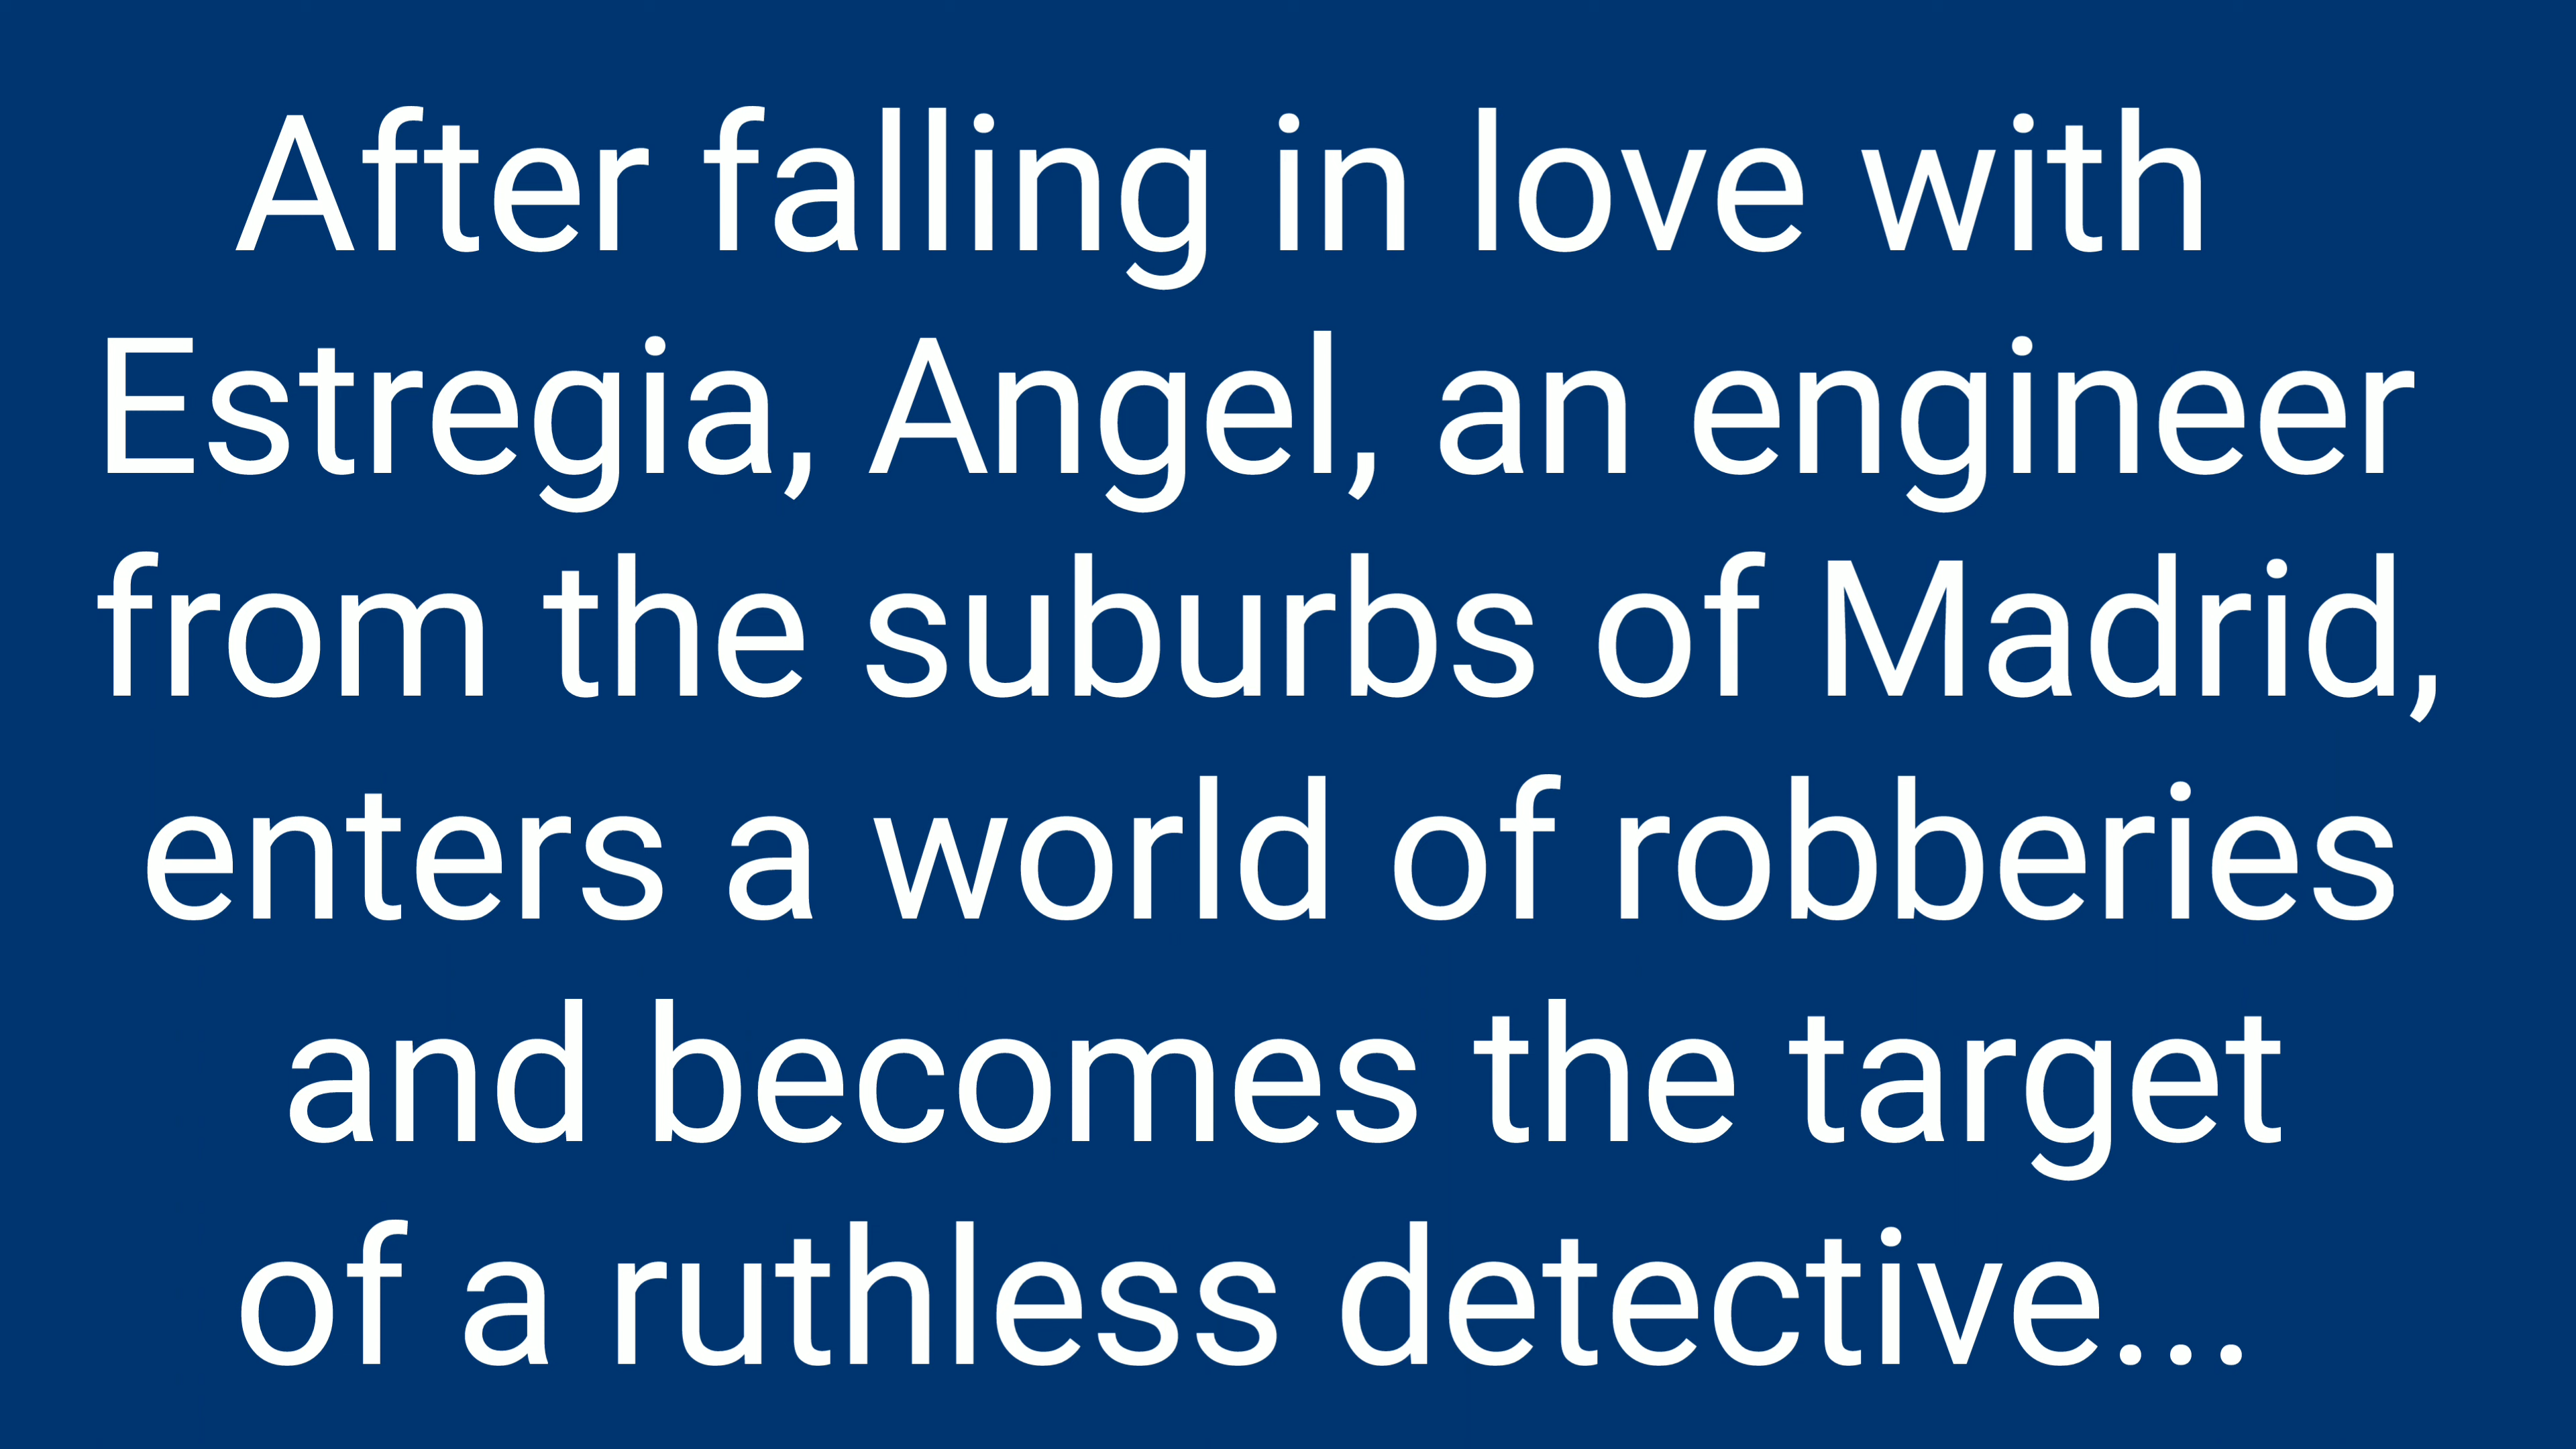 After falling in love with
Estregia, Angel, an engineer
from the suburbs of Madrid,
enters a world of robberies
and becomes the target
of a ruthless detective...